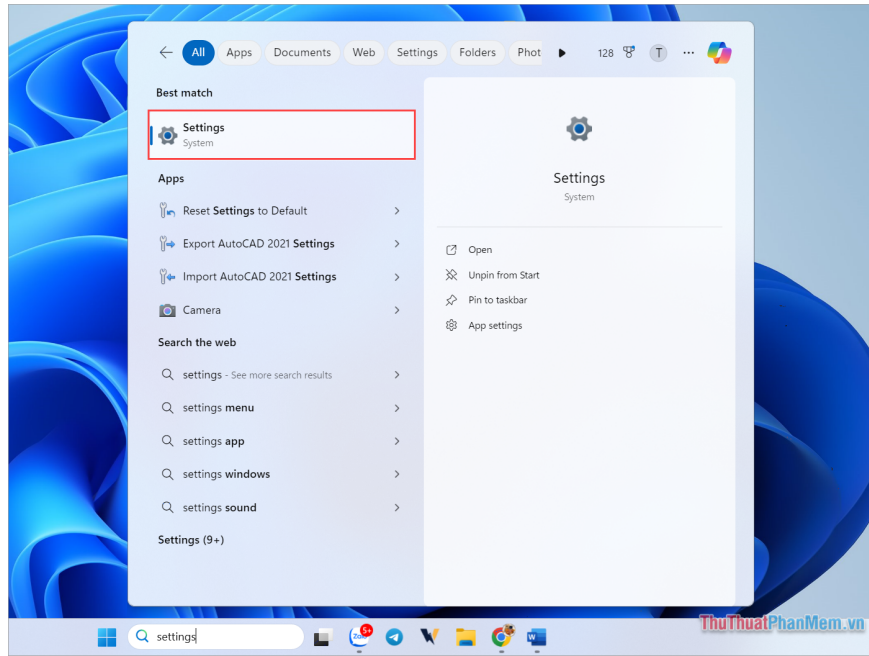 All Apps Documents Web Settings Folders Phot 128 T ...
Best match
Settings
System
Apps
Reset Settings to Default
Export AutoCAD 2021 Settings
Import AutoCAD 2021 Settings
Camera
Search the web
settings - See more search results
settings menu
settings app
settings windows
settings sound
Settings (9+)
Settings
System
Open
Unpin from Start
Pin to taskbar
App settings
settings
Zalo 5+
W
ThuThuatPhanMem.vn